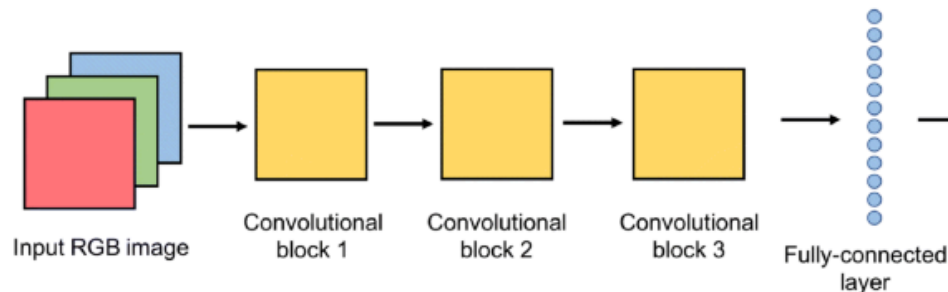 Input RGB image
Convolutional
block 1
Convolutional
block 2
Convolutional
block 3
Fully-connected
layer